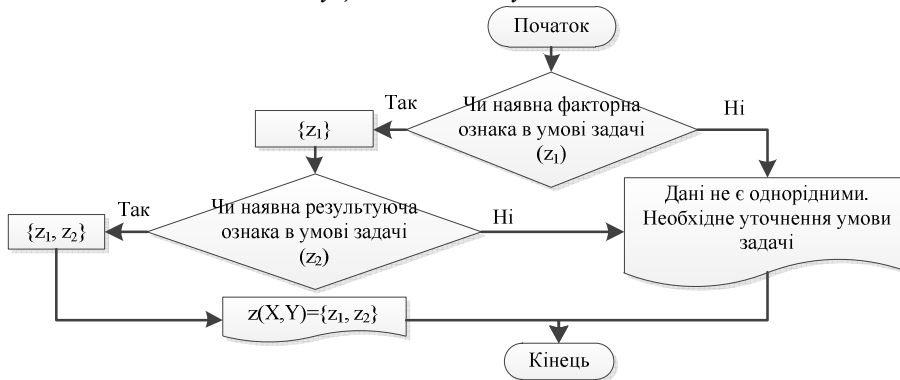 Початок
Чи наявна факторна
ознака в умові задачі
(z₁)
Так
Ні
{z₁}
Чи наявна результуюча
ознака в умові задачі
(z₂)
Так
Ні
{z₁, z₂}
Дані не є однорідними.
Необхідне уточнення умови
задачі
z(X,Y)={z₁, z₂}
Кінець